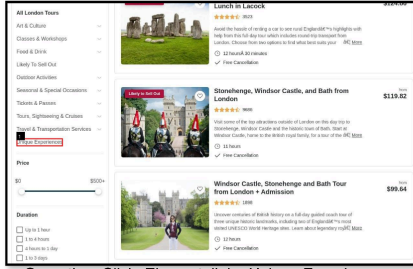 All London Tours
Art & Culture
Classes & Workshops
Food & Drink
Likely To Sell Out
Outdoor Activities
Seasonal & Special Occasions
Tickets & Passes
Tours, Sightseeing & Cruises
Travel & Transportation Services
Unique Experiences
Price
$0
$500+
Duration
Up to 1 hour
1 to 4 hours
4 hours to 1 day
1 to 3 days
Lunch in Lacock
3523
Avoid the hassle of renting a car to see rural Englandâ€™s highlights with
help from this full-day tour which includes round-trip transport from
London. Choose from two options to find what best suits your
More
12 hoursÂ 30 minutes
Free Cancellation
Likely to Sell Out
Stonehenge, Windsor Castle, and Bath from
London
from
$119.82
Visit some of the top attractions outside of London on this day trip to
Stonehenge, Windsor Castle and the historic town of Bath. Start at
Windsor Castle, home to the British royal family, for a tour of the
More
11 hours
Free Cancellation
Windsor Castle, Stonehenge and Bath Tour
from London + Admission
from
$99.64
1898
Uncover centuries of British history on a full-day guided coach tour of
three unique historical landmarks, including two of England's most
visited UNESCO World Heritage sites. Learn about legendary
More
12 hours
Free Cancellation